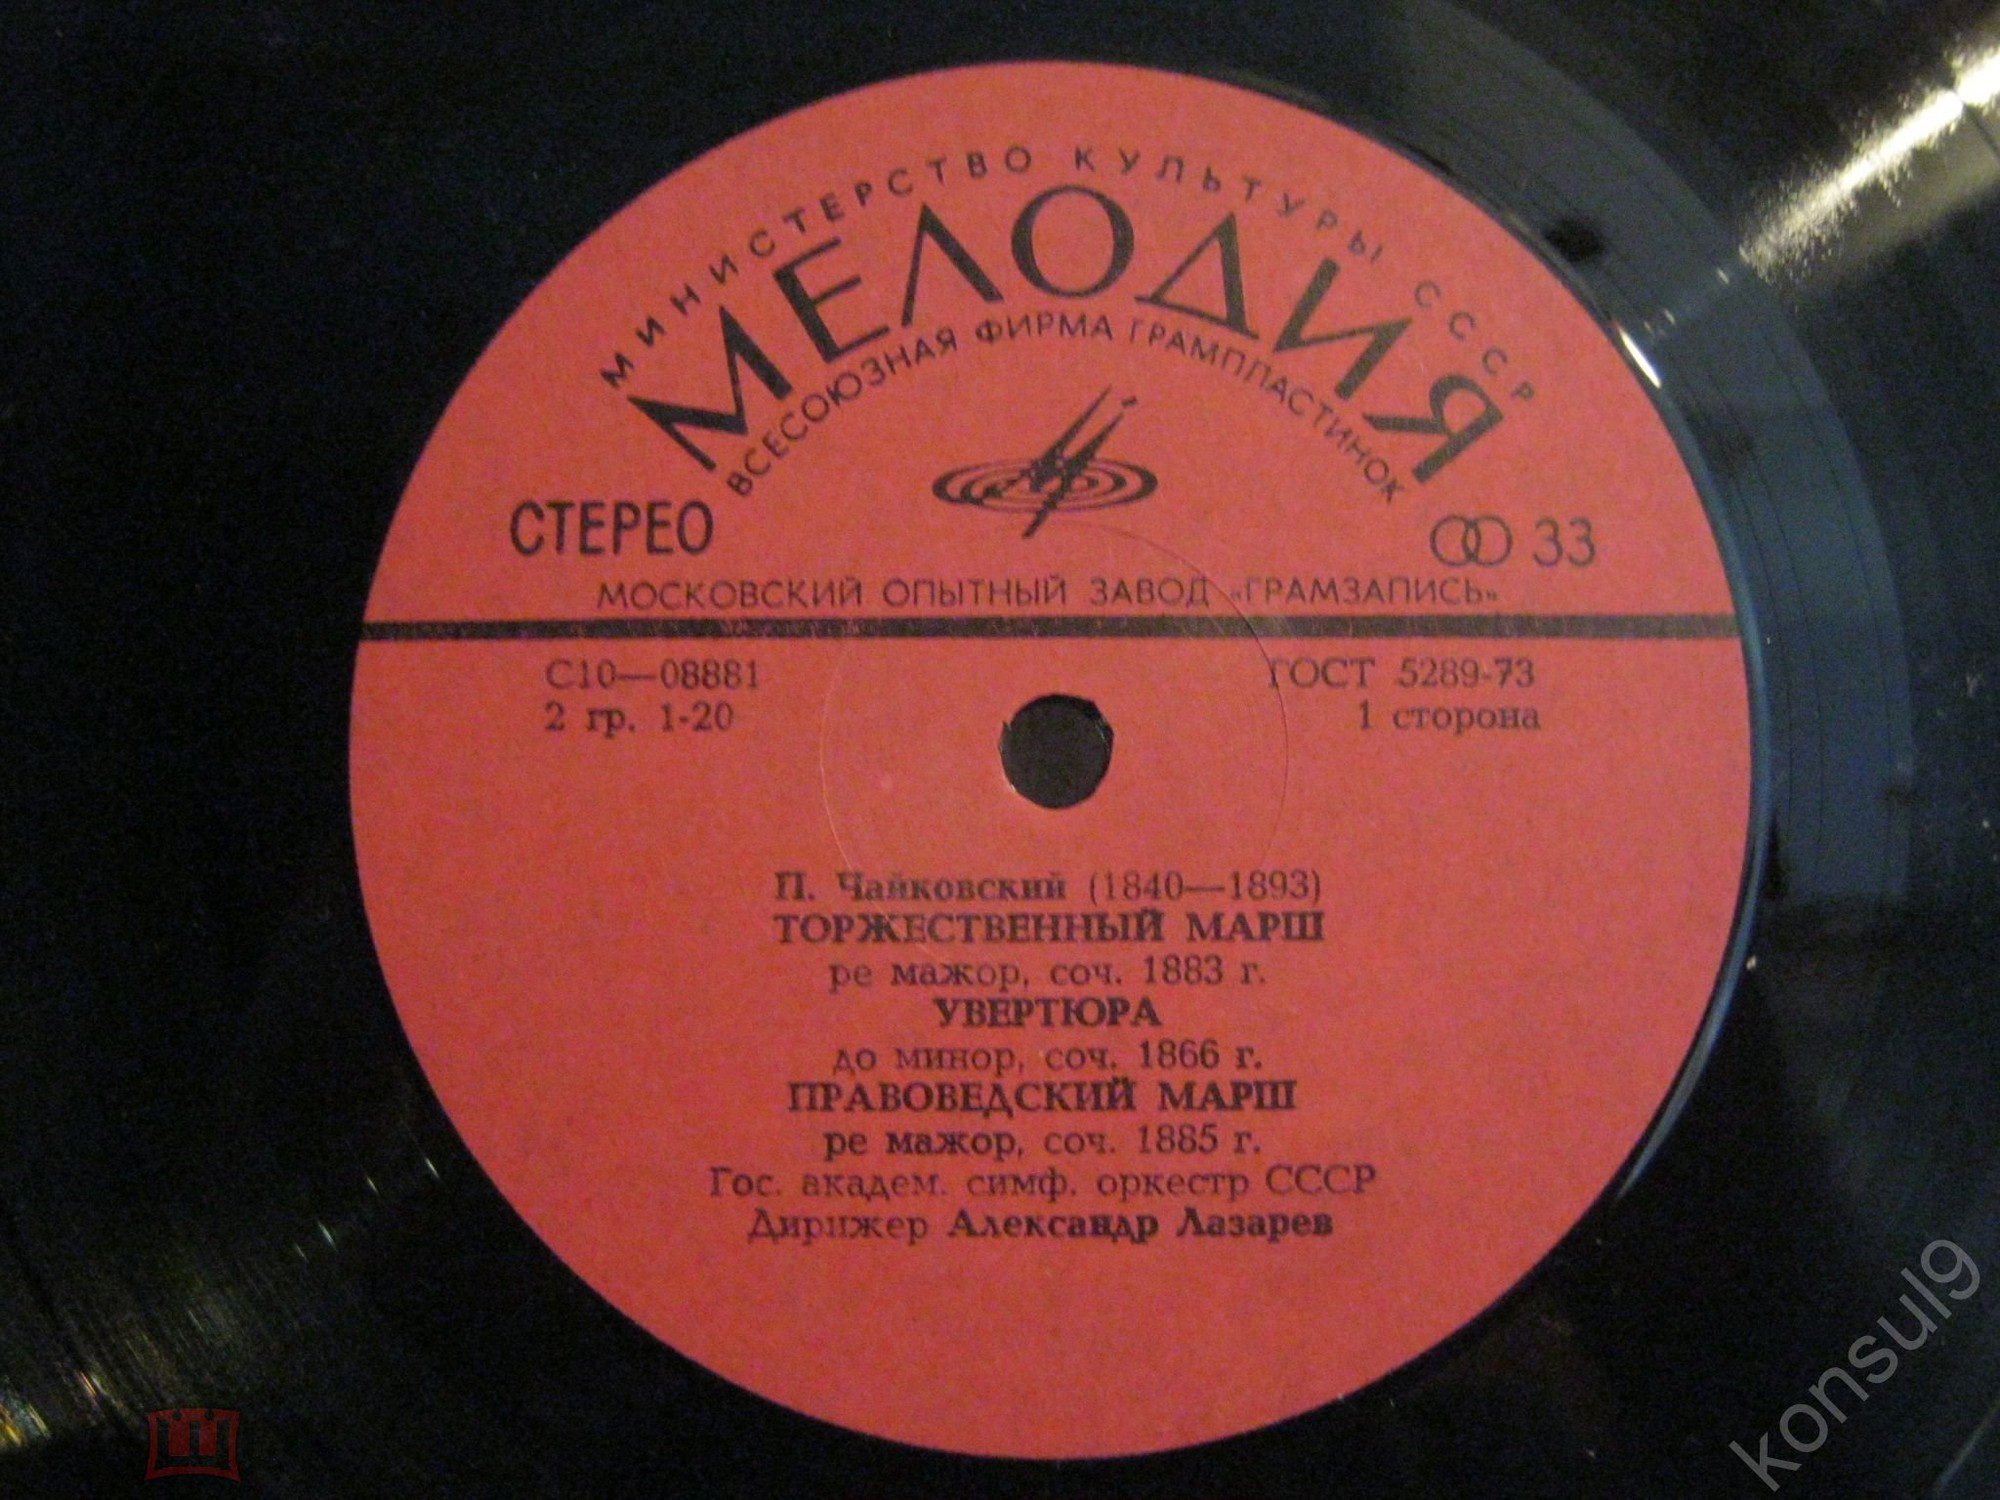 МИНИСТЕРСТВО КУЛЬТУРЫ СССР
МЕЛОДИЯ
ВСЕСОЮЗНАЯ ФИРМА ГРАМПЛАСТИНОК
СТЕРЕО
33
МОСКОВСКИЙ ОПЫТНЫЙ ЗАВОД «ГРАМЗАПИСЬ»
С10—08881
ГОСТ 5289-73
2 гр. 1-20
1 сторона
П. Чайковский (1840—1893)
ТОРЖЕСТВЕННЫЙ МАРШ
ре мажор, соч. 1883 г.
УВЕРТЮРА
до минор, соч. 1866 г.
ПРАВОВЕДСКИЙ МАРШ
ре мажор, соч. 1885 г.
Гос. академ. симф. оркестр СССР
Дирижер Александр Лазарев
konsul9